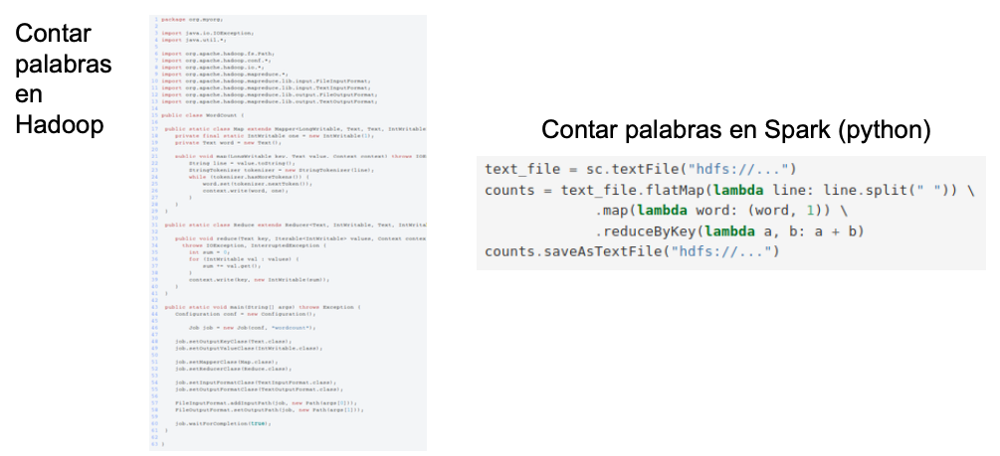 Contar
palabras
en
Hadoop
1 package org.myorg;
2
3 import java.io.IOException;
4 import java.util.*;
5
6 import org.apache.hadoop.fs.Path;
7 import org.apache.hadoop.conf.*;
8 import org.apache.hadoop.io.*;
9 import org.apache.hadoop.mapreduce.*;
10 import org.apache.hadoop.mapreduce.lib.input.FileInputFormat;
11 import org.apache.hadoop.mapreduce.lib.input.TextInputFormat;
12 import org.apache.hadoop.mapreduce.lib.output.FileOutputFormat;
13 import org.apache.hadoop.mapreduce.lib.output.TextOutputFormat;
14
15 public class WordCount {
16
17 public static class Map extends Mapper<LongWritable, Text, Text, IntWritable
18 private final static IntWritable one = new IntWritable(1);
19 private Text word = new Text();
20
21 public void map(LongWritable key, Text value, Context context) throws IOE
22 String line = value.toString();
23 StringTokenizer tokenizer = new StringTokenizer(line);
24 while (tokenizer.hasMoreTokens()) {
25 word.set(tokenizer.nextToken());
26 context.write(word, one);
27 }
28 }
29 }
30
31 public static class Reduce extends Reducer<Text, IntWritable, Text, IntWritab
32
33 public void reduce(Text key, Iterable<IntWritable> values, Context contex
34 throws IOException, InterruptedException {
35 int sum = 0;
36 for (IntWritable val : values) {
37 sum += val.get();
38 }
39 context.write(key, new IntWritable(sum));
40 }
41 }
42
43 public static void main(String[] args) throws Exception {
44 Configuration conf = new Configuration();
45
46 Job job = new Job(conf, "wordcount");
47
48 job.setOutputKeyClass(Text.class);
49 job.setOutputValueClass(IntWritable.class);
50
51 job.setMapperClass(Map.class);
52 job.setReducerClass(Reduce.class);
53
54 job.setInputFormatClass(TextInputFormat.class);
55 job.setOutputFormatClass(TextOutputFormat.class);
56
57 FileInputFormat.addInputPath(job, new Path(args[0]));
58 FileOutputFormat.setOutputPath(job, new Path(args[1]));
59
60 job.waitForCompletion(true);
61 }
62
63 }
Contar palabras en Spark (python)
text_file = sc.textFile("hdfs://...")
counts = text_file.flatMap(lambda line: line.split(" ")) \
.map(lambda word: (word, 1)) \
.reduceByKey(lambda a, b: a + b)
counts.saveAsTextFile("hdfs://...")